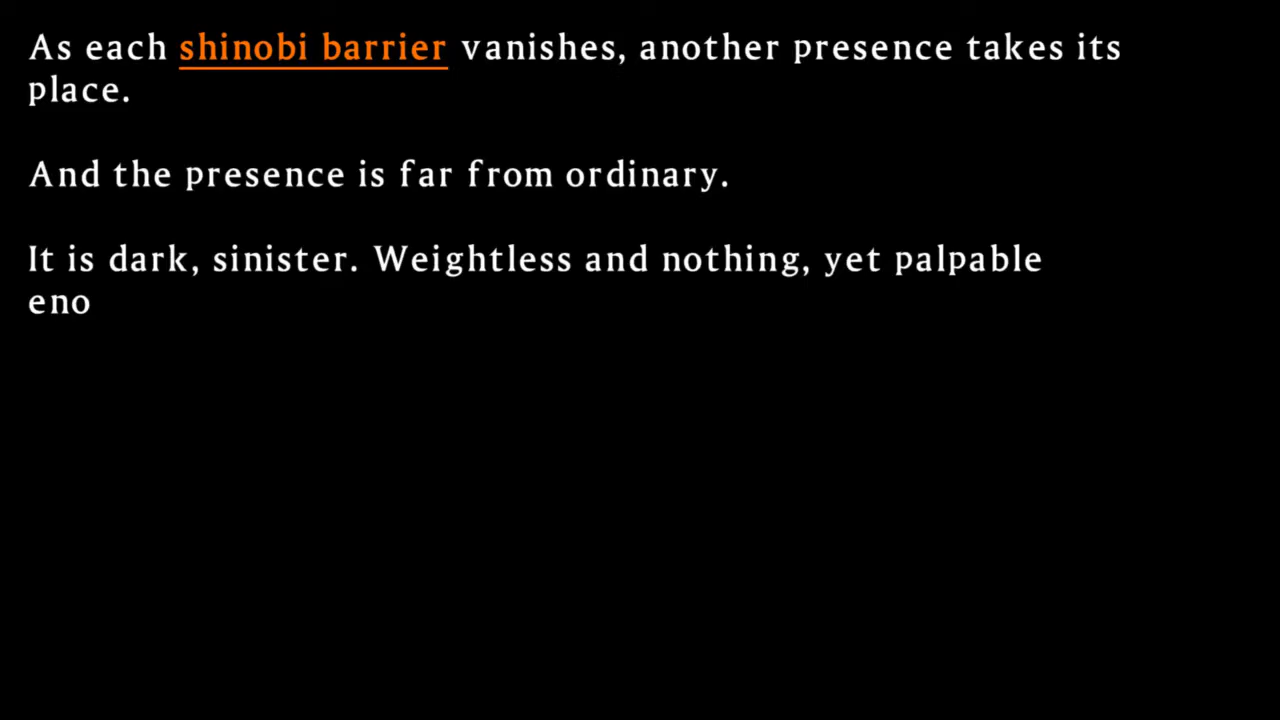 As each shinobi barrier vanishes, another presence takes its
place.
And the presence is far from ordinary.
It is dark, sinister. Weightless and nothing, yet palpable
eno